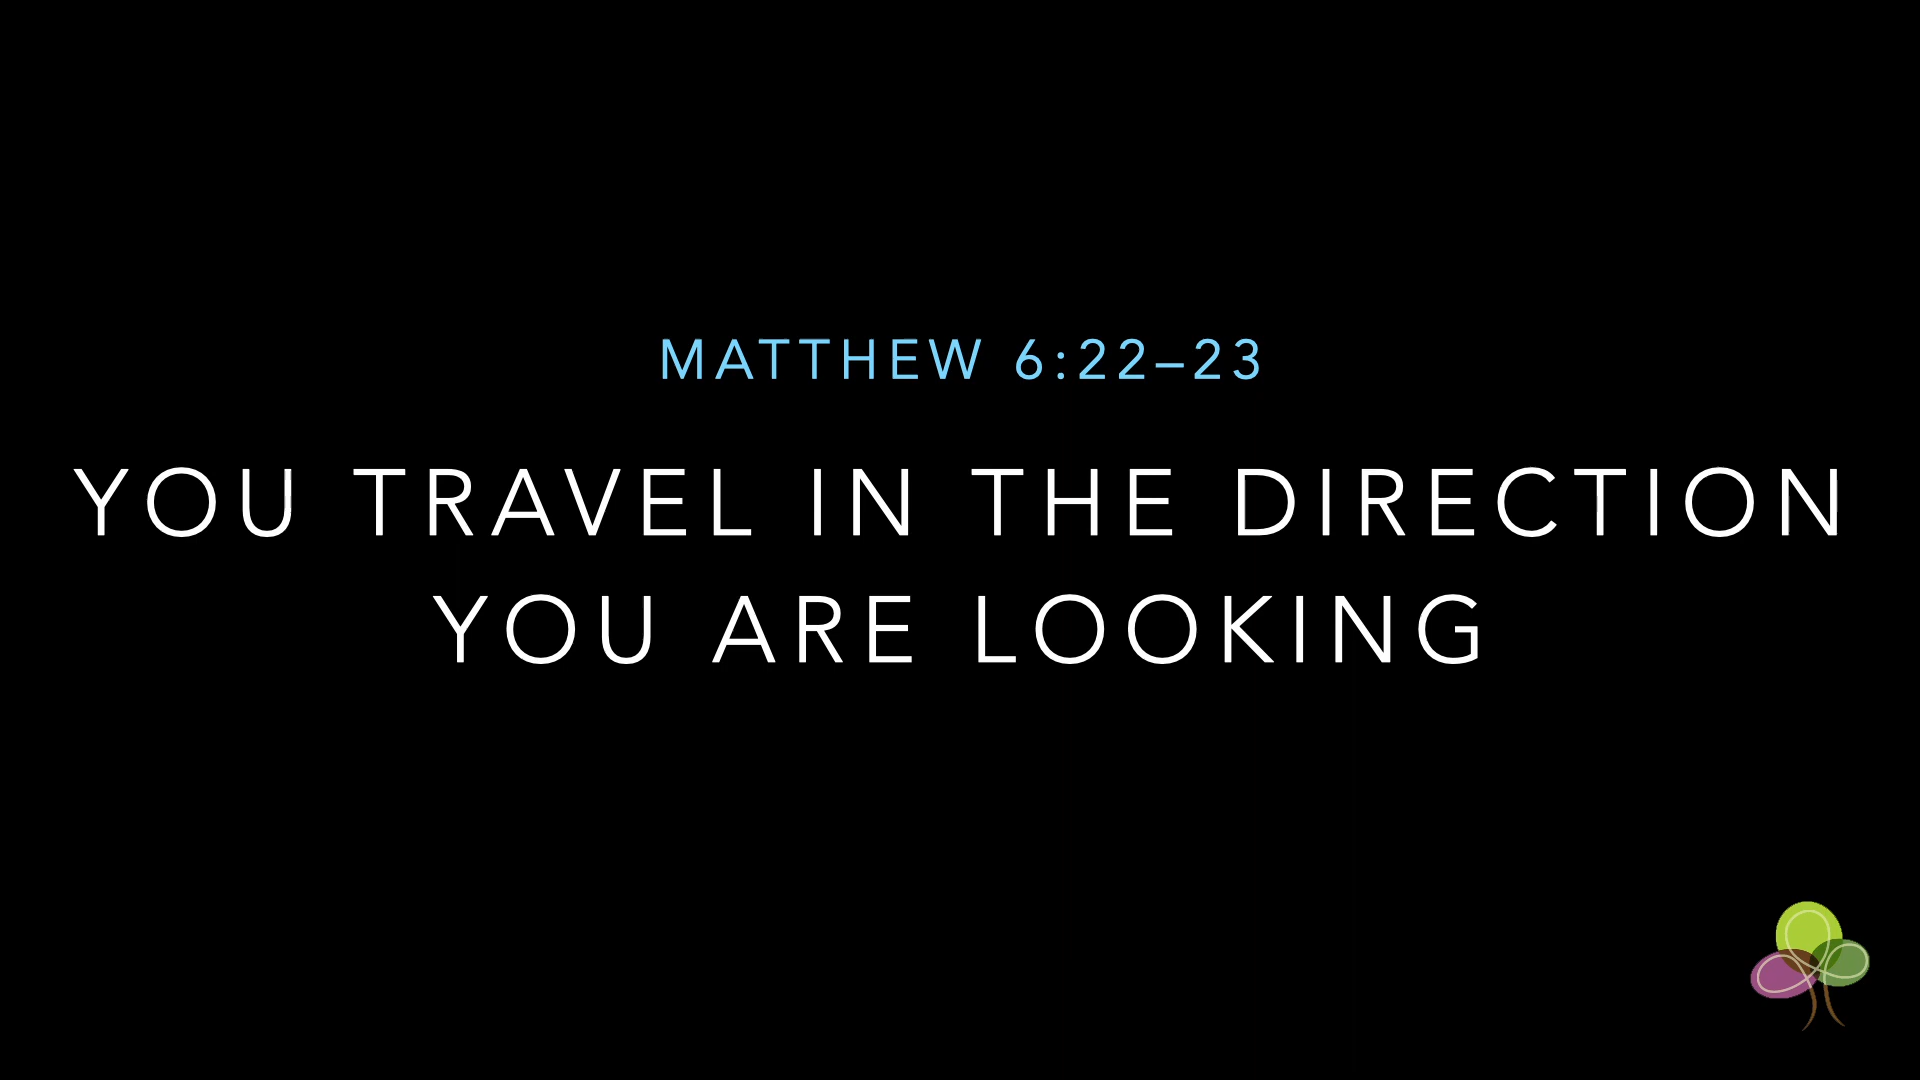 MATTHEW 6:22–23
YOU TRAVEL IN THE DIRECTION
YOU ARE LOOKING